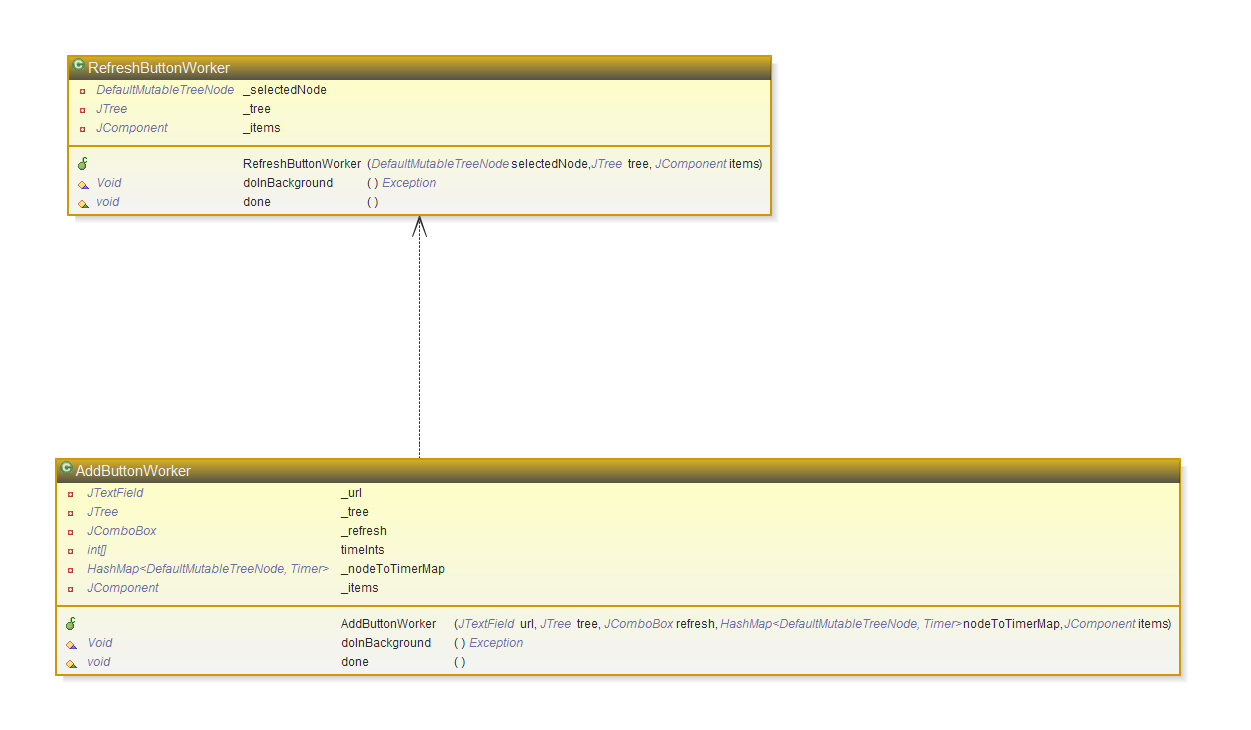 C RefreshButtonWorker
DefaultMutableTreeNode _selectedNode
JTree _tree
JComponent _items
RefreshButtonWorker (DefaultMutableTreeNode selectedNode, JTree tree, JComponent items)
Void doInBackground ( ) Exception
void done ( )
C AddButtonWorker
JTextField _url
JTree _tree
JComboBox _refresh
int[] timeInts
HashMap<DefaultMutableTreeNode, Timer> _nodeToTimerMap
JComponent _items
AddButtonWorker (JTextField url, JTree tree, JComboBox refresh, HashMap<DefaultMutableTreeNode, Timer> nodeToTimerMap, JComponent items)
Void doInBackground ( ) Exception
void done ( )